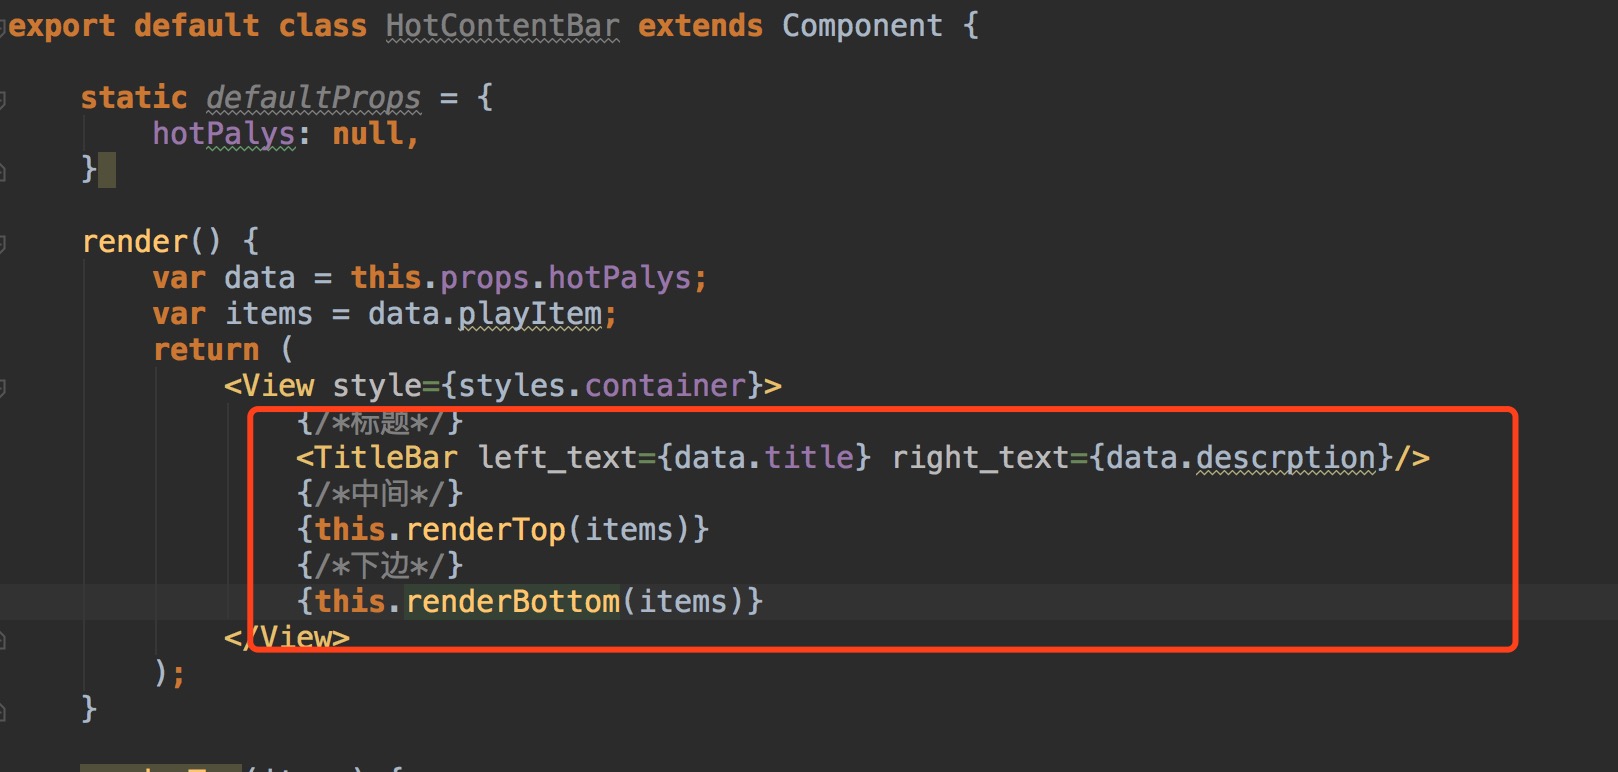 export default class HotContentBar extends Component {
static defaultProps = {
hotPalys: null,
}
render() {
var data = this.props.hotPalys;
var items = data.playItem;
return (
<View style={styles.container}>
{/*标题*/}
<TitleBar left_text={data.title} right_text={data.descrption}/>
{/*中间*/}
{this.renderTop(items)}
{/*下边*/}
{this.renderBottom(items)}
</View>
);
}